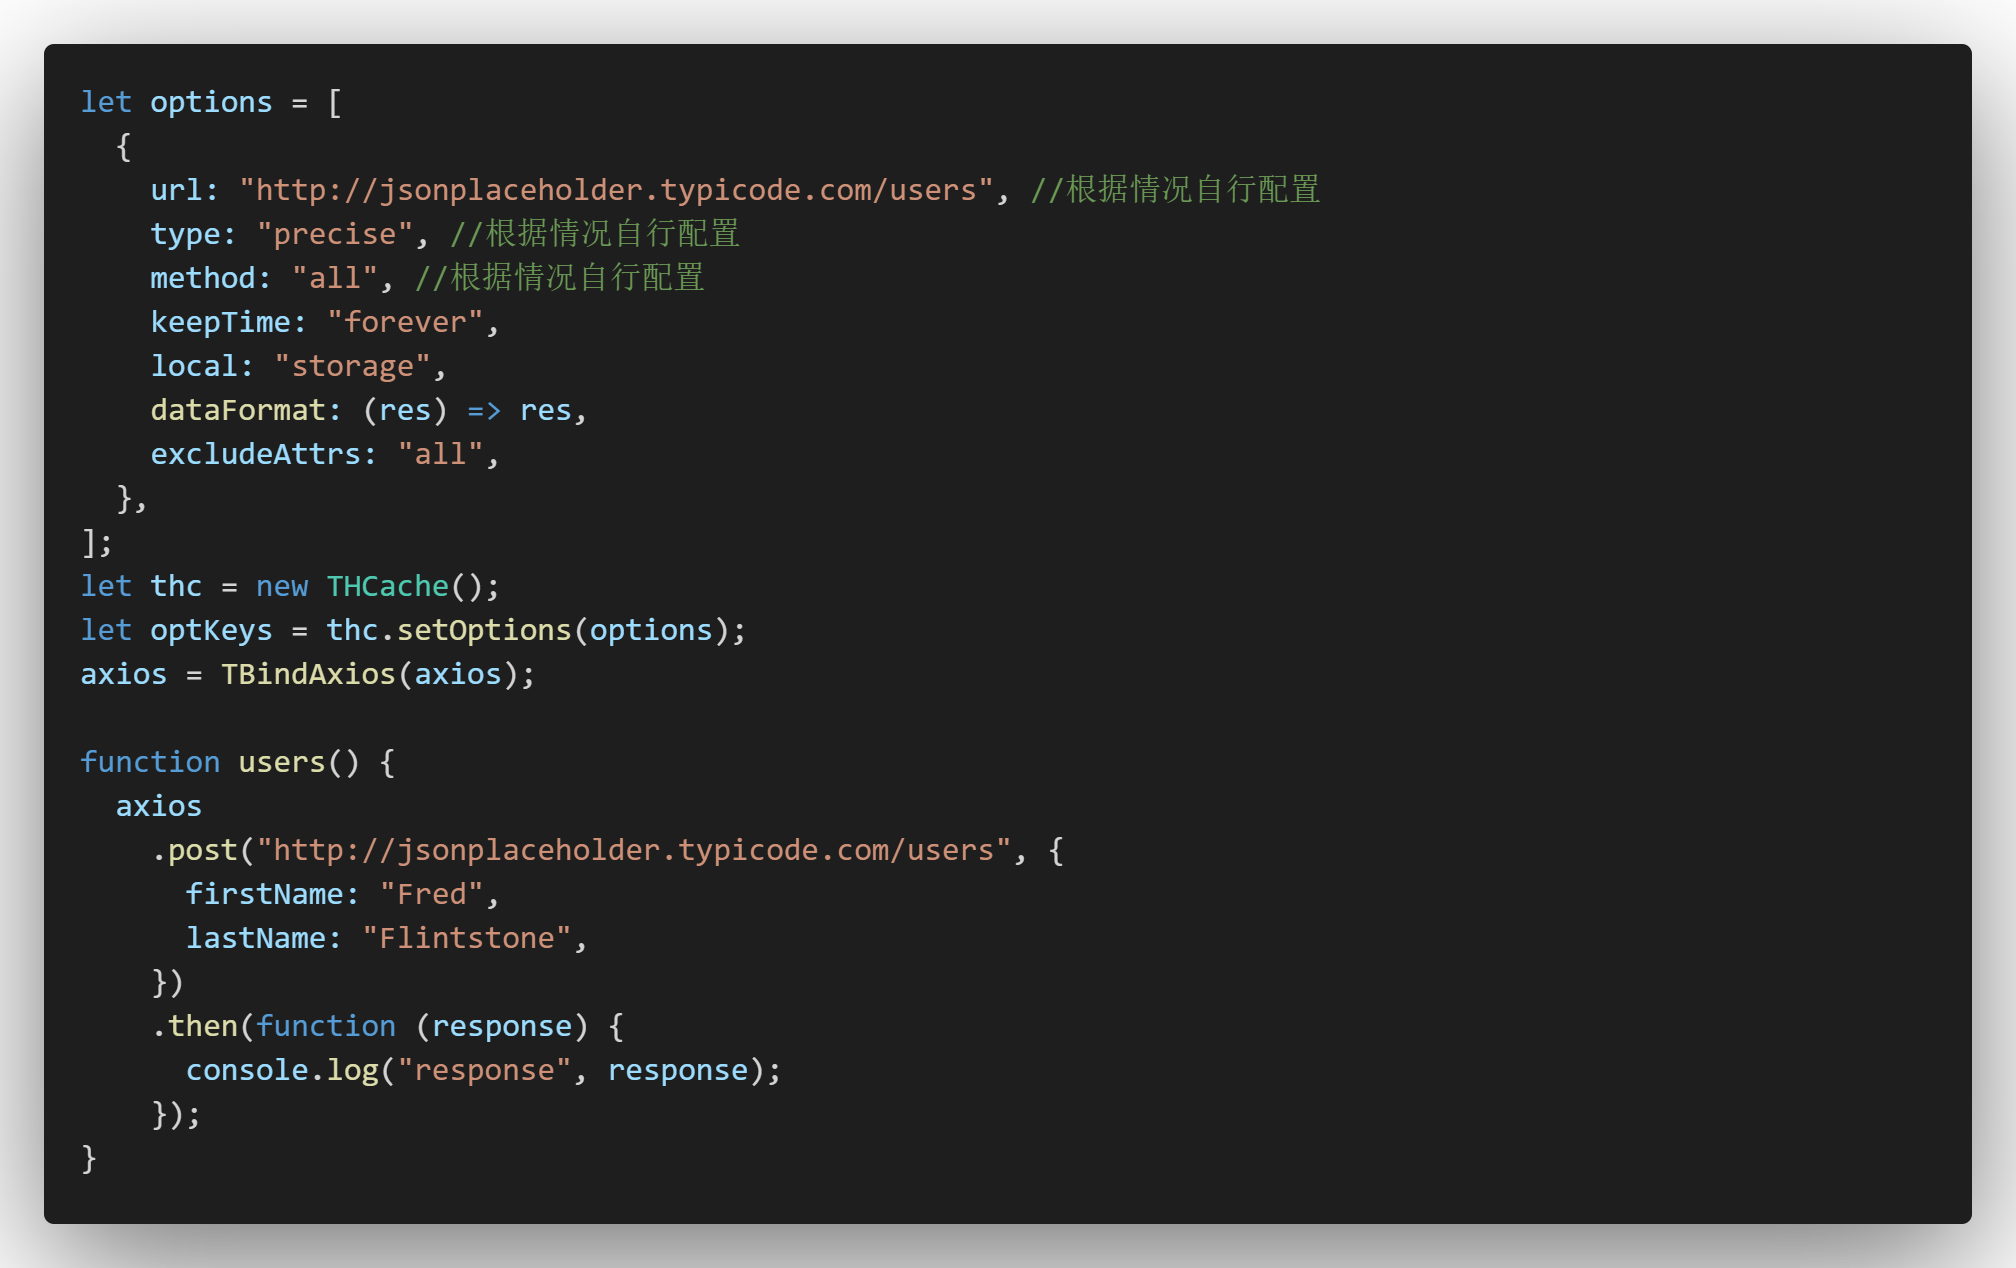 let options = [
  {
    url: "http://jsonplaceholder.typicode.com/users", //根据情况自行配置
    type: "precise", //根据情况自行配置
    method: "all", //根据情况自行配置
    keepTime: "forever",
    local: "storage",
    dataFormat: (res) => res,
    excludeAttrs: "all",
  },
];
let thc = new THCache();
let optKeys = thc.setOptions(options);
axios = TBindAxios(axios);

function users() {
  axios
    .post("http://jsonplaceholder.typicode.com/users", {
      firstName: "Fred",
      lastName: "Flintstone",
    })
    .then(function (response) {
      console.log("response", response);
    });
}